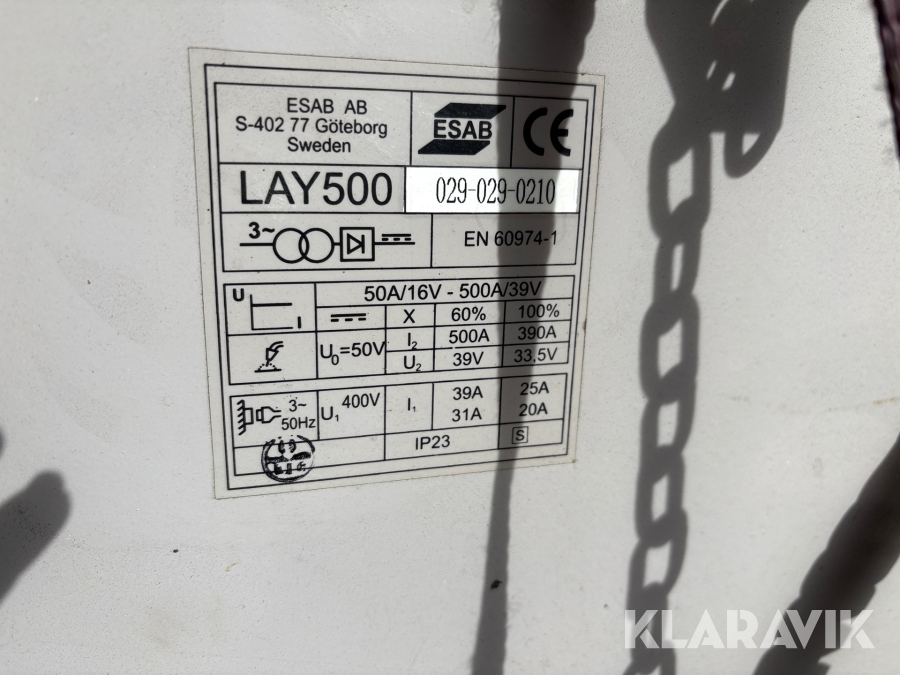 ESAB AB
S-402 77 Göteborg
Sweden
ESAB
CE
LAY500
029-029-0210
3~
EN 60974-1
U
I
50A/16V - 500A/39V
X 60% 100%
U0=50V
I2 500A 390A
U2 39V 33,5V
3~
50Hz
U1 400V
I1
39A 25A
31A 20A
IP23
S
KLARAVIK